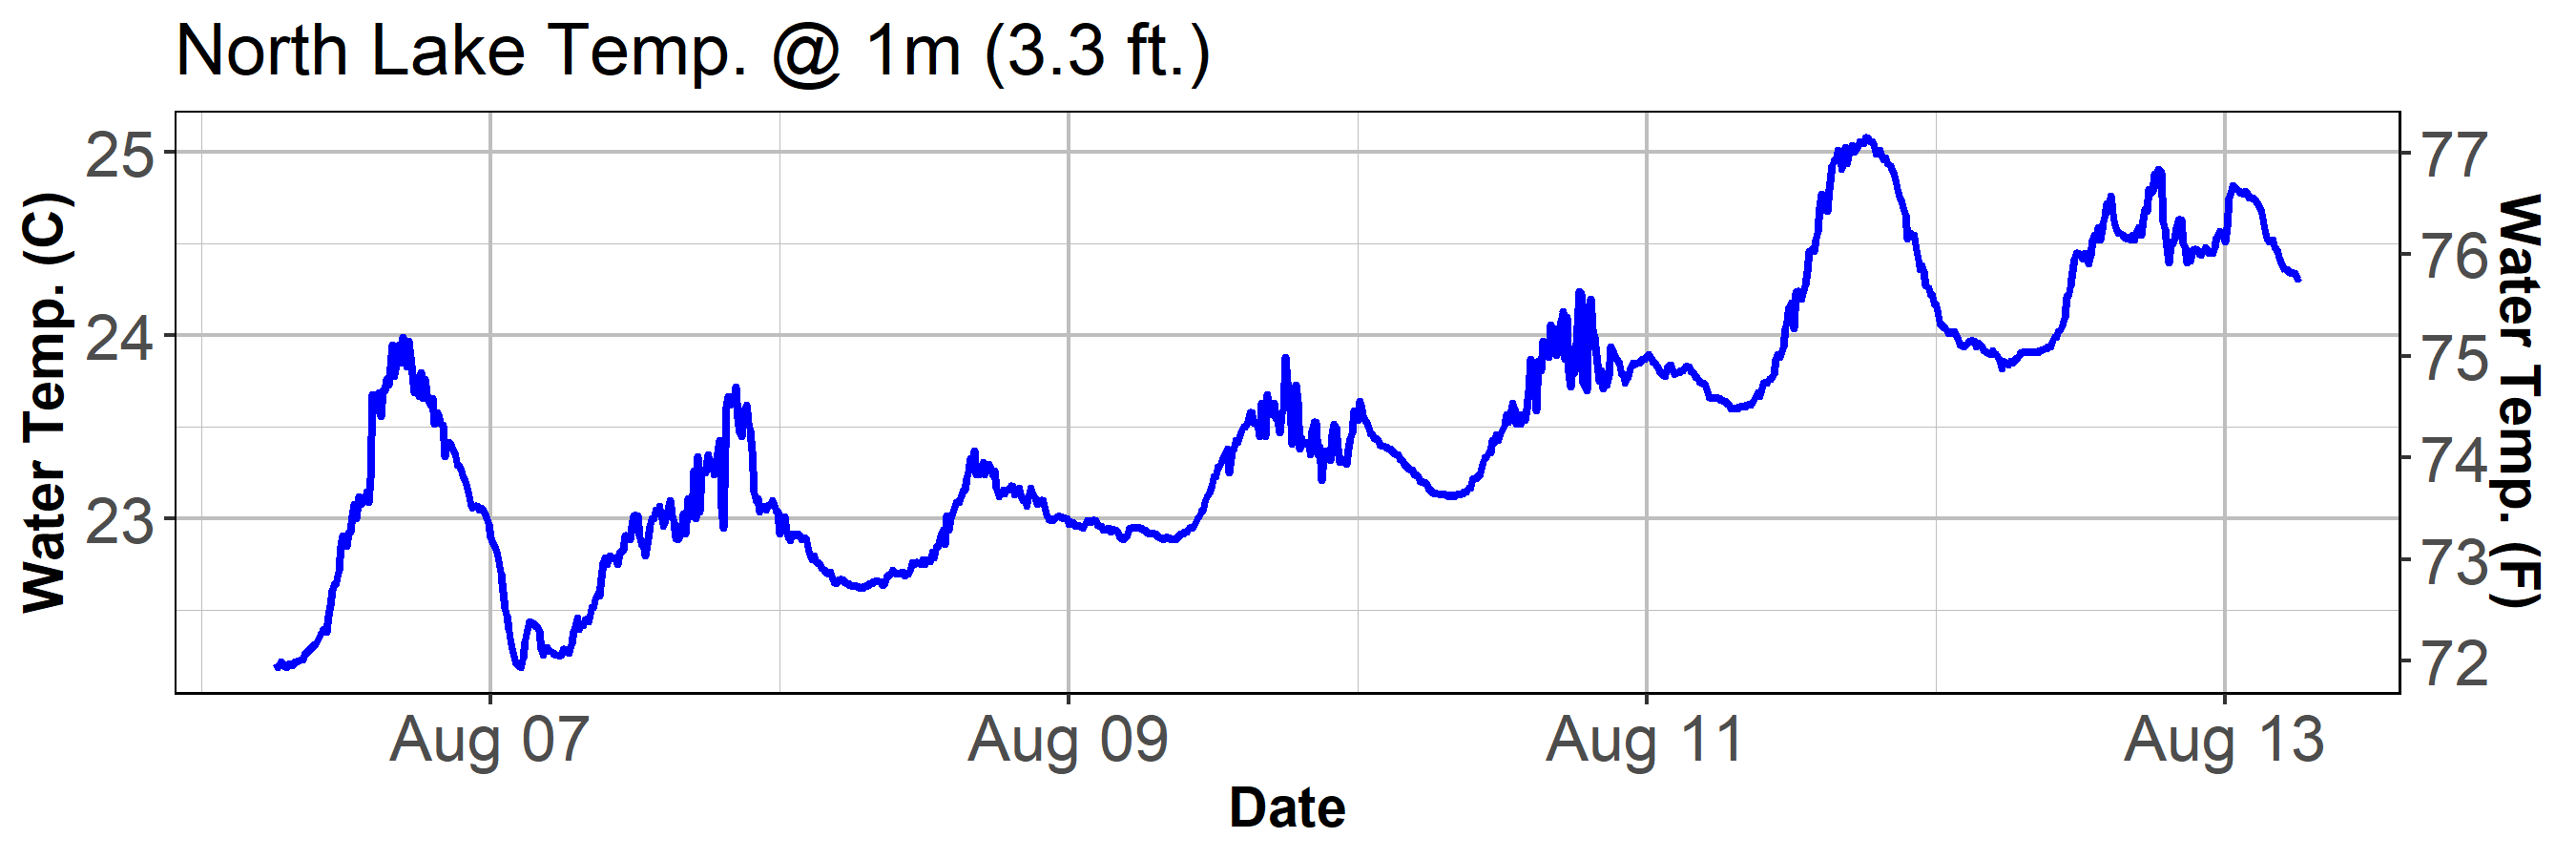 North Lake Temp. @ 1m (3.3 ft.)
Water Temp. (C)
25
24
23
77
76
75
74
73
72
Water Temp. (F)
Aug 07
Aug 09
Aug 11
Aug 13
Date